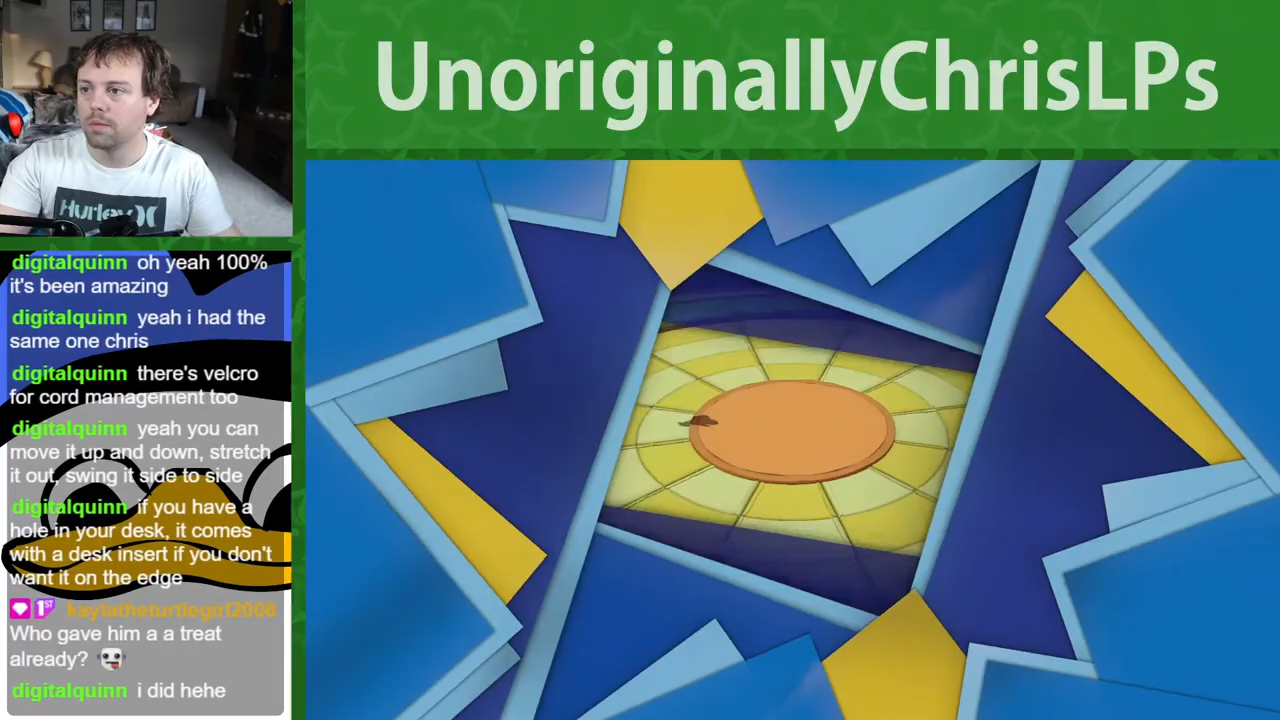 UnoriginallyChrisLPs
Hurley
digitalquinn oh yeah 100%
it's been amazing
digitalquinn yeah i had the
same one chris
digitalquinn there's velcro
for cord management too
digitalquinn yeah you can
move it up and down, stretch
it out, swing it side to side
digitalquinn if you have a
hole in your desk, it comes
with a desk insert if you don't
want it on the edge
1ST kaylatheturtlegirl2006
Who gave him a a treat
already?
digitalquinn i did hehe